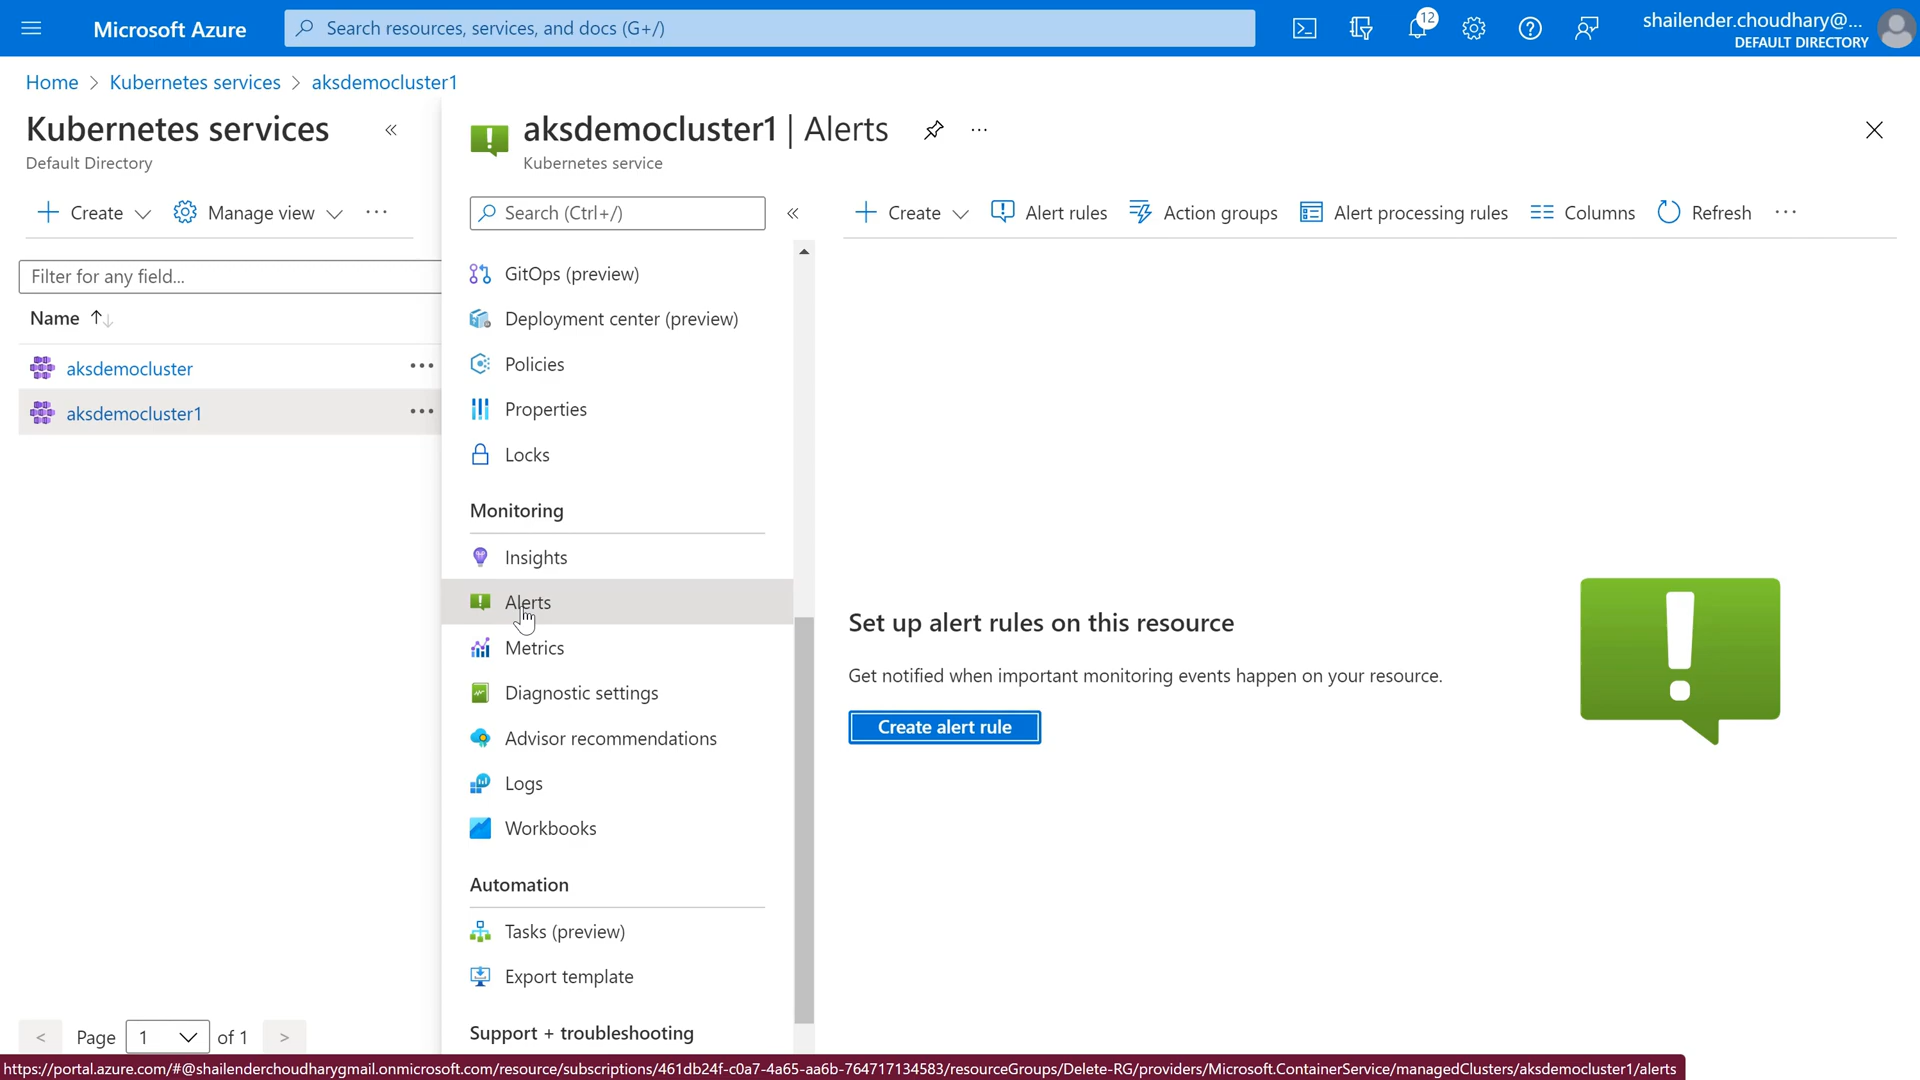 Microsoft Azure
Search resources, services, and docs (G+/)
12
shailender.choudhary@...
DEFAULT DIRECTORY
Home > Kubernetes services > aksdemocluster1
Kubernetes services
Default Directory
Create
Manage view
Filter for any field...
Name
aksdemocluster
aksdemocluster1
< Page 1 of 1 >
aksdemocluster1 | Alerts
Kubernetes service
Search (Ctrl+/)
GitOps (preview)
Deployment center (preview)
Policies
Properties
Locks
Monitoring
Insights
Alerts
Metrics
Diagnostic settings
Advisor recommendations
Logs
Workbooks
Automation
Tasks (preview)
Export template
Support + troubleshooting
Create
Alert rules
Action groups
Alert processing rules
Columns
Refresh
Set up alert rules on this resource
Get notified when important monitoring events happen on your resource.
Create alert rule
https://portal.azure.com/#@shailenderchoudharygmail.onmicrosoft.com/resource/subscriptions/461db24f-c0a7-4a65-aa6b-764717134583/resourceGroups/Delete-RG/providers/Microsoft.ContainerService/managedClusters/aksdemocluster1/alerts